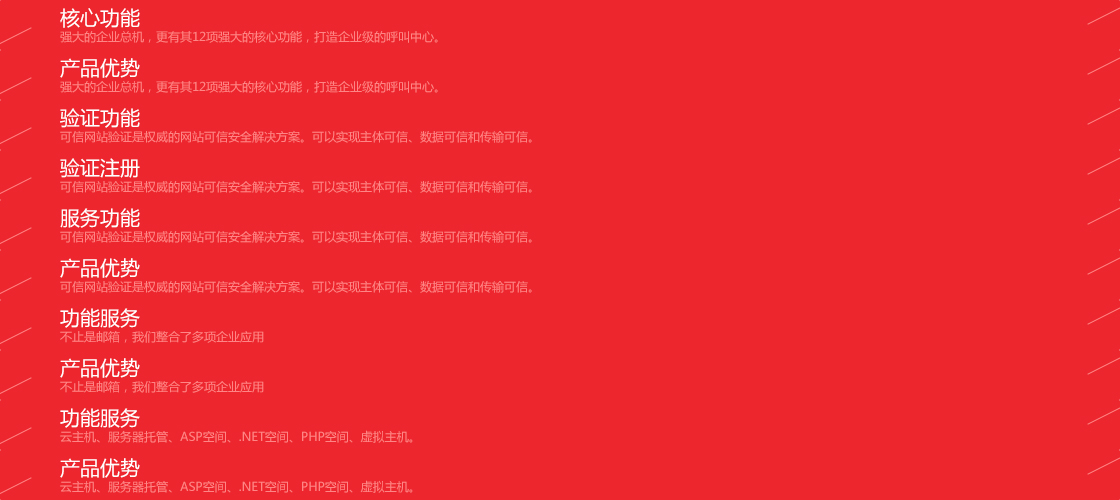 核心功能
强大的企业总机，更有其12项强大的核心功能，打造企业级的呼叫中心。
产品优势
强大的企业总机，更有其12项强大的核心功能，打造企业级的呼叫中心。
验证功能
可信网站验证是权威的网站可信安全解决方案。可以实现主体可信、数据可信和传输可信。
验证注册
可信网站验证是权威的网站可信安全解决方案。可以实现主体可信、数据可信和传输可信。
服务功能
可信网站验证是权威的网站可信安全解决方案。可以实现主体可信、数据可信和传输可信。
产品优势
可信网站验证是权威的网站可信安全解决方案。可以实现主体可信、数据可信和传输可信。
功能服务
不止是邮箱，我们整合了多项企业应用
产品优势
不止是邮箱，我们整合了多项企业应用
功能服务
云主机、服务器托管、ASP空间、.NET空间、PHP空间、虚拟主机。
产品优势
云主机、服务器托管、ASP空间、.NET空间、PHP空间、虚拟主机。